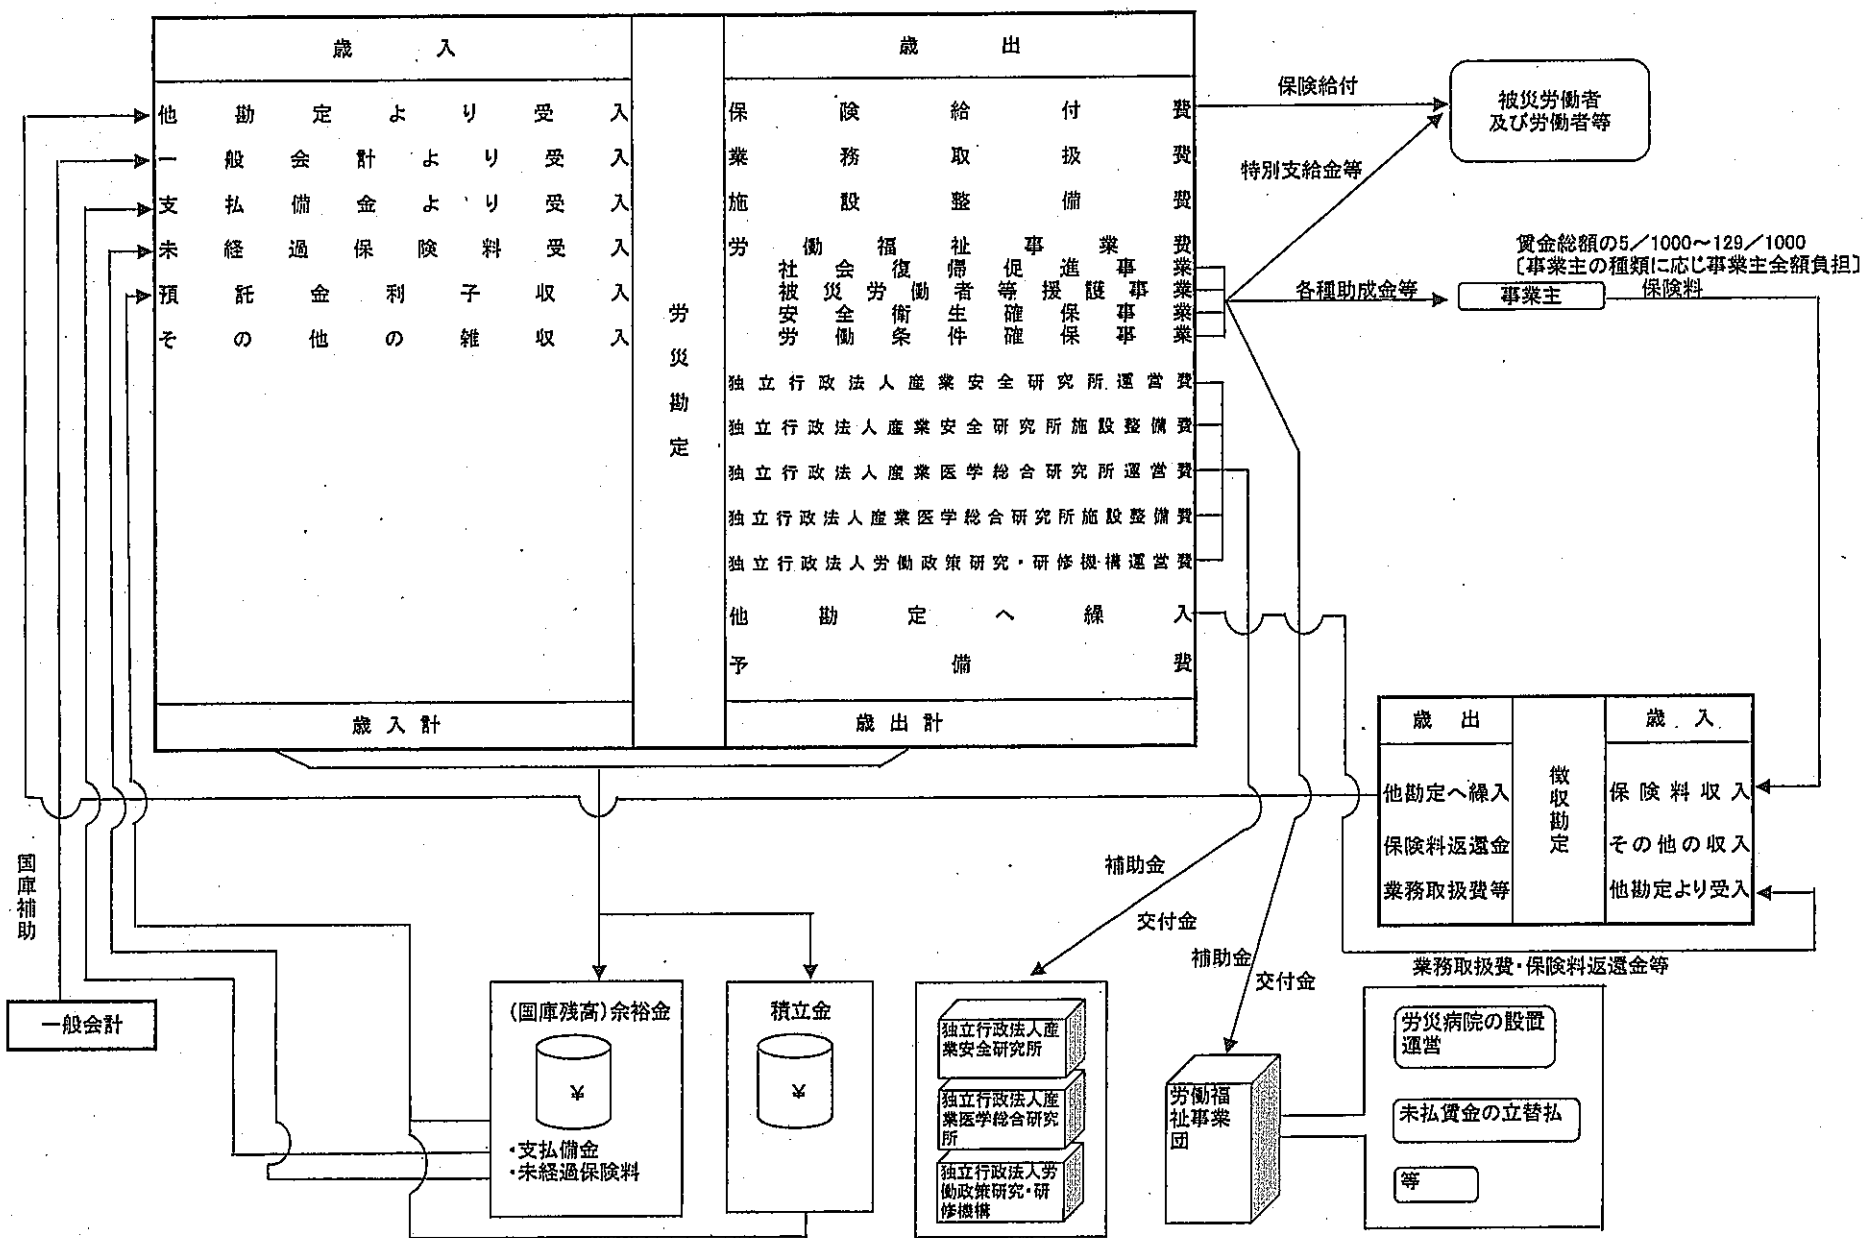 歳入
他勘定より受入
一般会計より受入
支払備金より受入
未経過保険料受入
預託金利子収入
その他の雑収入
歳入計
労災勘定
歳出
保険給付費
業務取扱費
施設整備費
労働福祉事業費
社会復帰促進事業
被災労働者等援護事業
安全衛生確保事業
労働条件確保事業
独立行政法人産業安全研究所運営費
独立行政法人産業安全研究所施設整備費
独立行政法人産業医学総合研究所運営費
独立行政法人産業医学総合研究所施設整備費
独立行政法人労働政策研究・研修機構運営費
他勘定へ繰入
予備費
歳出計
保険給付
被災労働者
及び労働者等
特別支給金等
賃金総額の5/1000～129/1000
〔事業主の種類に応じ事業主全額負担〕
各種助成金等
事業主
保険料
歳出
他勘定へ繰入
保険料返還金
業務取扱費等
徴収勘定
歳入
保険料収入
その他の収入
他勘定より受入
業務取扱費・保険料返還金等
国庫補助
一般会計
(国庫残高)余裕金
¥
・支払備金
・未経過保険料
積立金
¥
補助金
交付金
独立行政法人産
業安全研究所
独立行政法人産
業医学総合研究
所
独立行政法人労
働政策研究・研
修機構
補助金
交付金
労働福
祉事業
団
労災病院の設置
運営
未払賃金の立替払
等